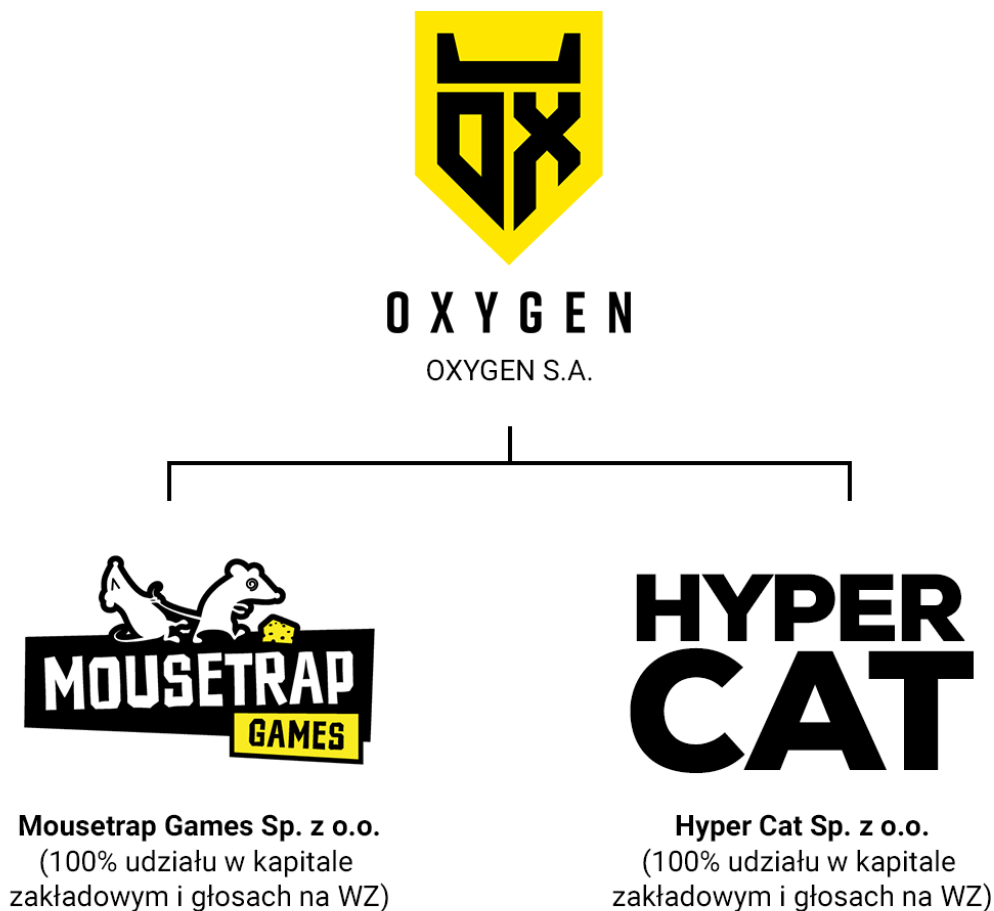 OX
OXYGEN
OXYGEN S.A.
MOUSETRAP
GAMES
Mousetrap Games Sp. z o.o.
(100% udziału w kapitale
zakładowym i głosach na WZ)
HYPER
CAT
Hyper Cat Sp. z o.o.
(100% udziału w kapitale
zakładowym i głosach na WZ)